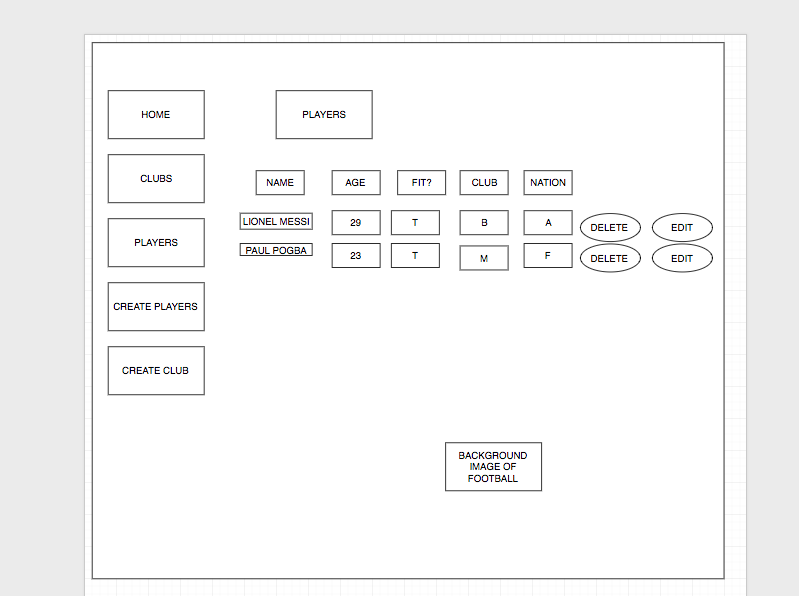 HOME
PLAYERS
CLUBS
NAME AGE FIT? CLUB NATION
LIONEL MESSI 29 T B A DELETE EDIT
PLAYERS
PAUL POGBA 23 T M F DELETE EDIT
CREATE PLAYERS
CREATE CLUB
BACKGROUND
IMAGE OF
FOOTBALL